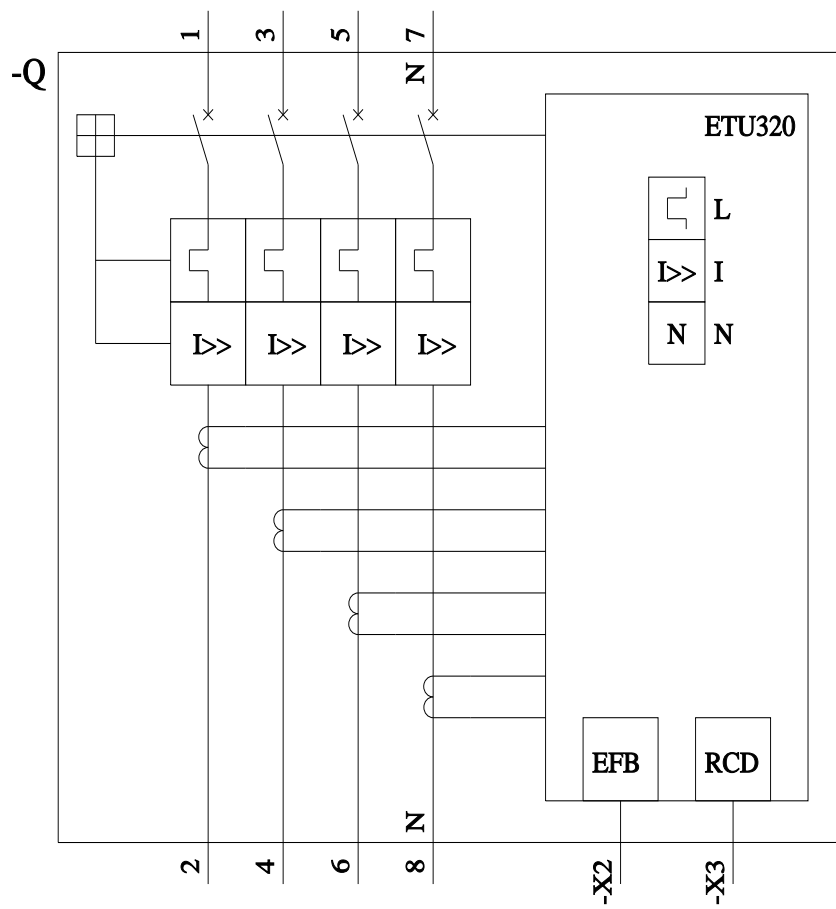 1 3 5 7
-Q
N
ETU320
L
I>> I
N N
I>> I>> I>> I>>
EFB RCD
N
2 4 6 8 -X2 -X3